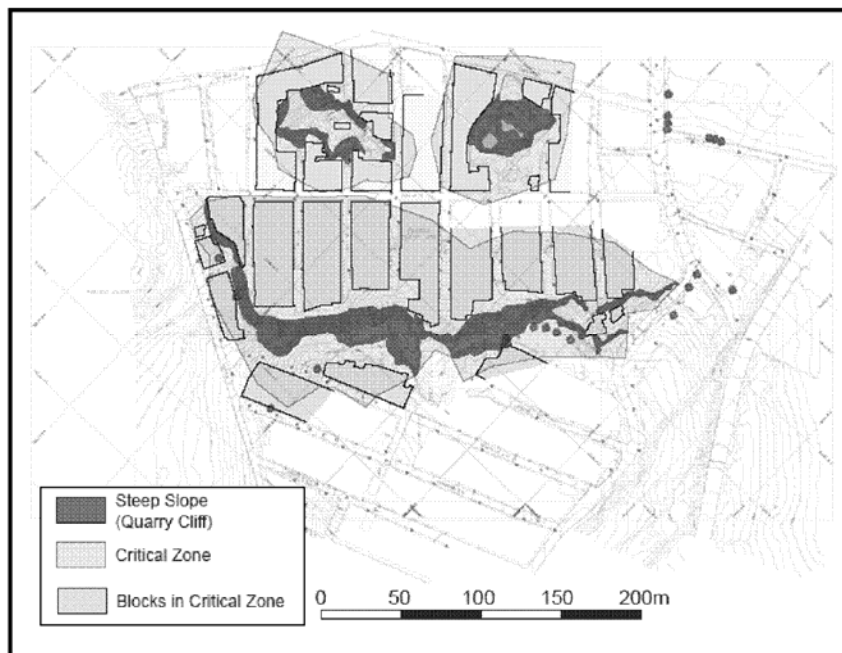 Steep Slope
(Quarry Cliff)
Critical Zone
Blocks in Critical Zone
0 50 100 150 200m